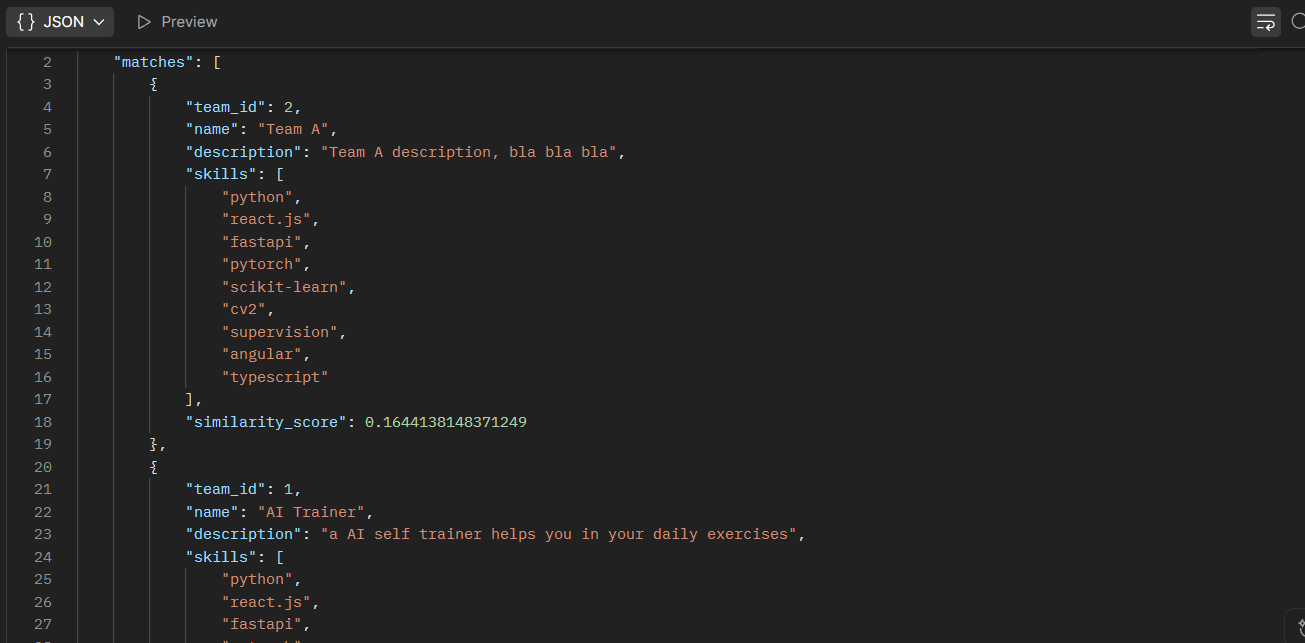 {} JSON Preview
2 "matches": [
3 {
4 "team_id": 2,
5 "name": "Team A",
6 "description": "Team A description, bla bla bla",
7 "skills": [
8 "python",
9 "react.js",
10 "fastapi",
11 "pytorch",
12 "scikit-learn",
13 "cv2",
14 "supervision",
15 "angular",
16 "typescript"
17 ],
18 "similarity_score": 0.1644138148371249
19 },
20 {
21 "team_id": 1,
22 "name": "AI Trainer",
23 "description": "a AI self trainer helps you in your daily exercises",
24 "skills": [
25 "python",
26 "react.js",
27 "fastapi",